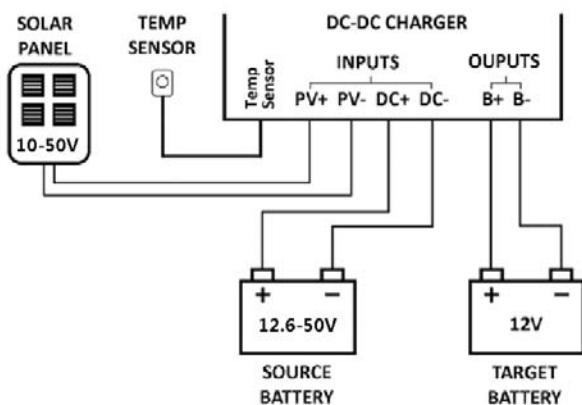 SOLAR
PANEL
10-50V
TEMP
SENSOR
DC-DC CHARGER
INPUTS
OUPUTS
Temp
Sensor
PV+ PV- DC+ DC- B+ B-
+ −
12.6-50V
SOURCE
BATTERY
+ −
12V
TARGET
BATTERY